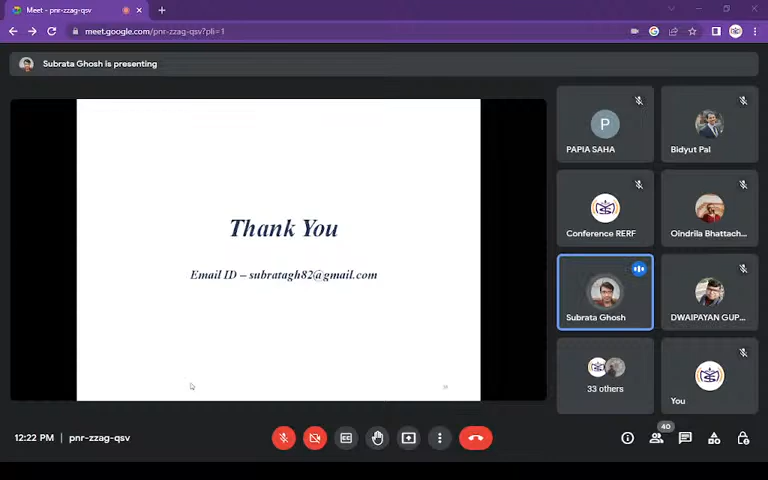 Meet - pnr-zzag-qsv
meet.google.com/pnr-zzag-qsv?pli=1
Subrata Ghosh is presenting
Thank You
Email ID – subratagh82@gmail.com
P
PAPIA SAHA
Bidyut Pal
Conference RERF
Oindrila Bhattach...
Subrata Ghosh
DWAIPAYAN GUP...
33 others
You
12:22 PM | pnr-zzag-qsv
40